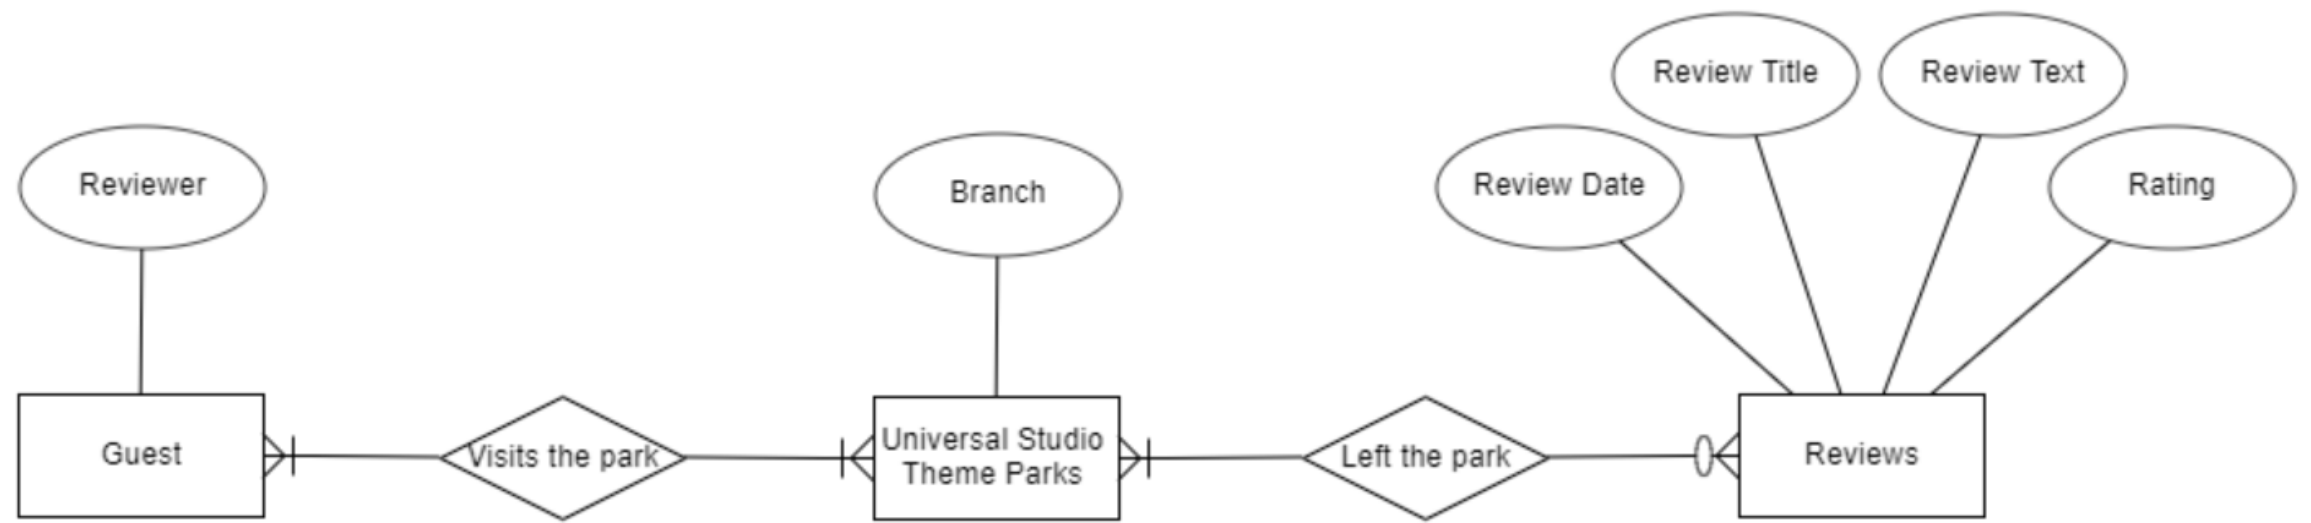 Review Title
Review Text
Reviewer
Branch
Review Date
Rating
Guest
Visits the park
Universal Studio
Theme Parks
Left the park
Reviews